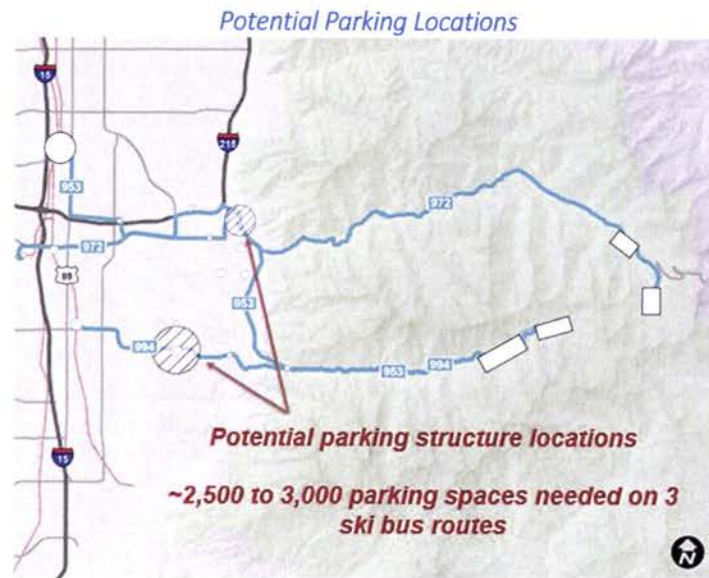 Potential Parking Locations
15
215
953
972
972
89
953
994
953
994
15
Potential parking structure locations
~2,500 to 3,000 parking spaces needed on 3
ski bus routes
N